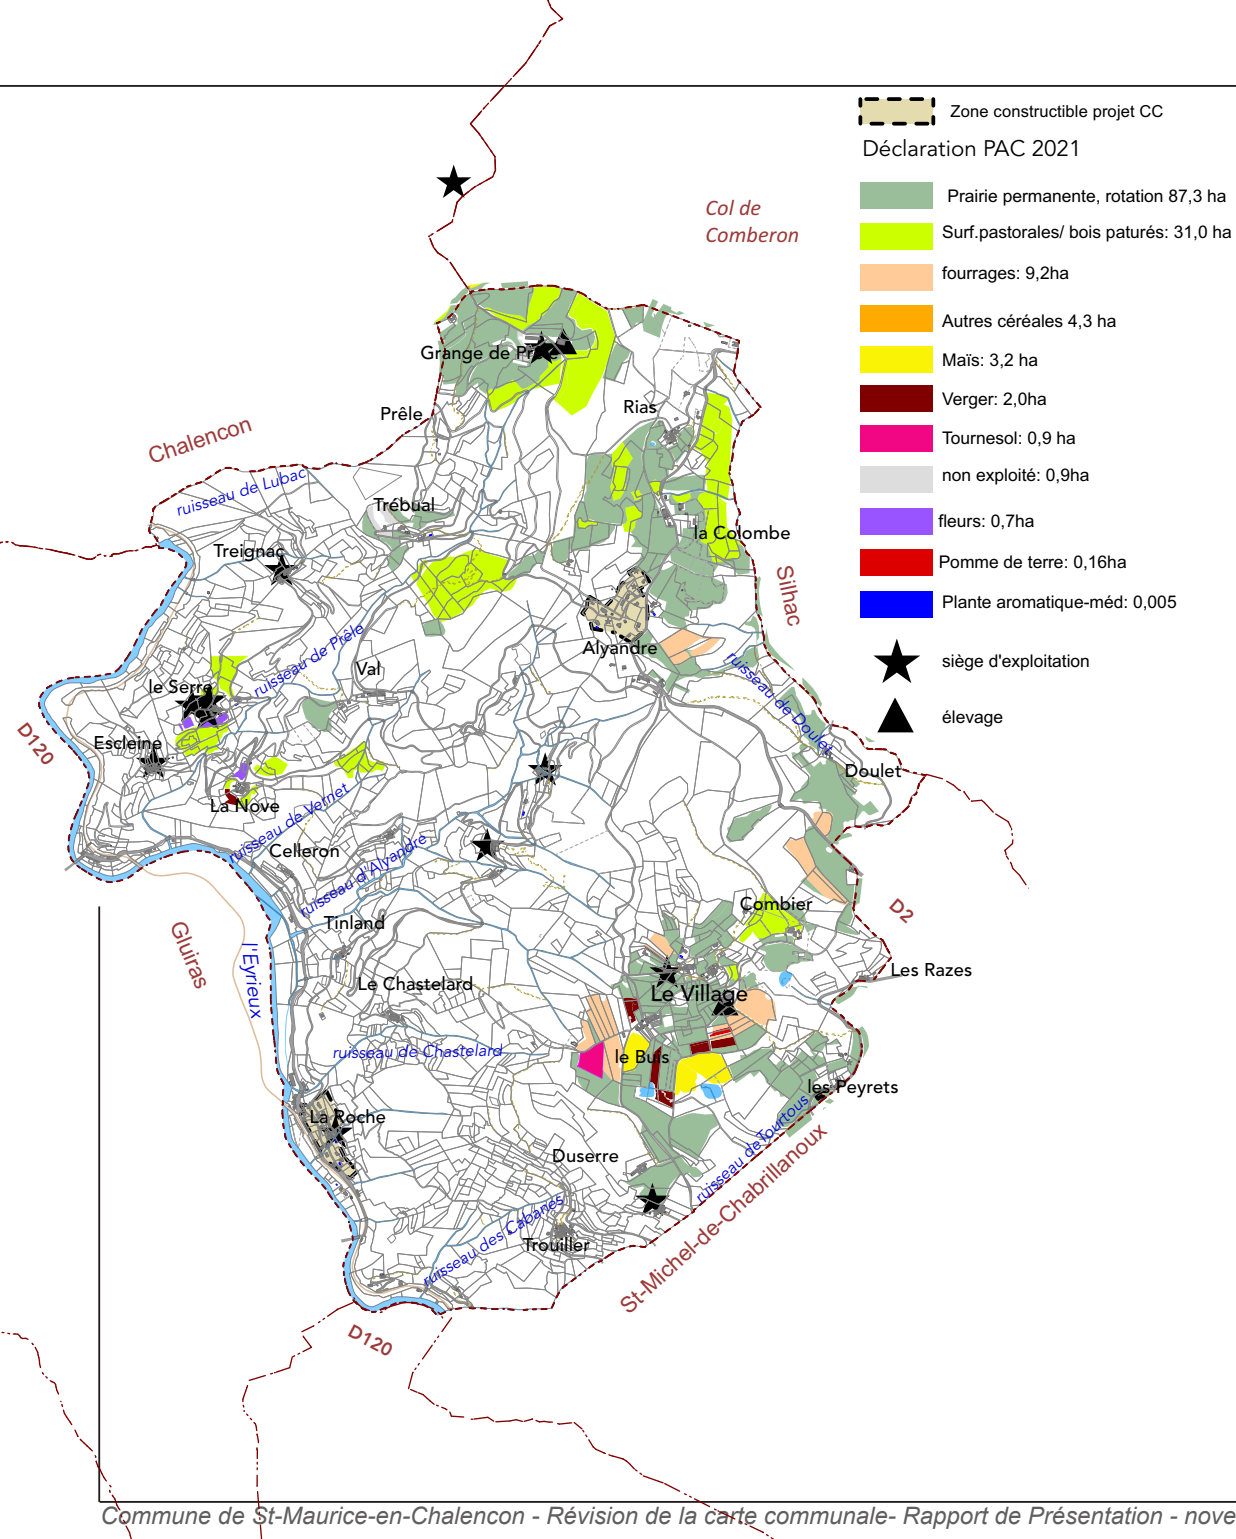 Zone constructible projet CC
Déclaration PAC 2021
Prairie permanente, rotation 87,3 ha
Surf.pastorales/ bois paturés: 31,0 ha
fourrages: 9,2ha
Autres céréales 4,3 ha
Maïs: 3,2 ha
Verger: 2,0ha
Tournesol: 0,9 ha
non exploité: 0,9ha
fleurs: 0,7ha
Pomme de terre: 0,16ha
Plante aromatique-méd: 0,005
siège d'exploitation
élevage
Col de
Comberon
Grange de Prêle
Prêle
Rias
Chalencon
ruisseau de Lubac
Trébual
la Colombe
Treignac
Silhac
ruisseau de Prêle
Alyandre
Val
ruisseau de Doulet
le Serre
D120
Escleine
Doulet
La Nove
ruisseau de Vernet
Celleron
ruisseau d'Alyandre
Combier
D2
Tinland
Gluiras
l'Eyrieux
Les Razes
Le Chastelard
Le Village
ruisseau de Chastelard
le Buis
les Peyrets
La Roche
ruisseau de Tourtous
Duserre
St-Michel-de-Chabrillanoux
ruisseau des Cabanes
Trouiller
D120
Commune de St-Maurice-en-Chalencon - Révision de la carte communale- Rapport de Présentation - nove